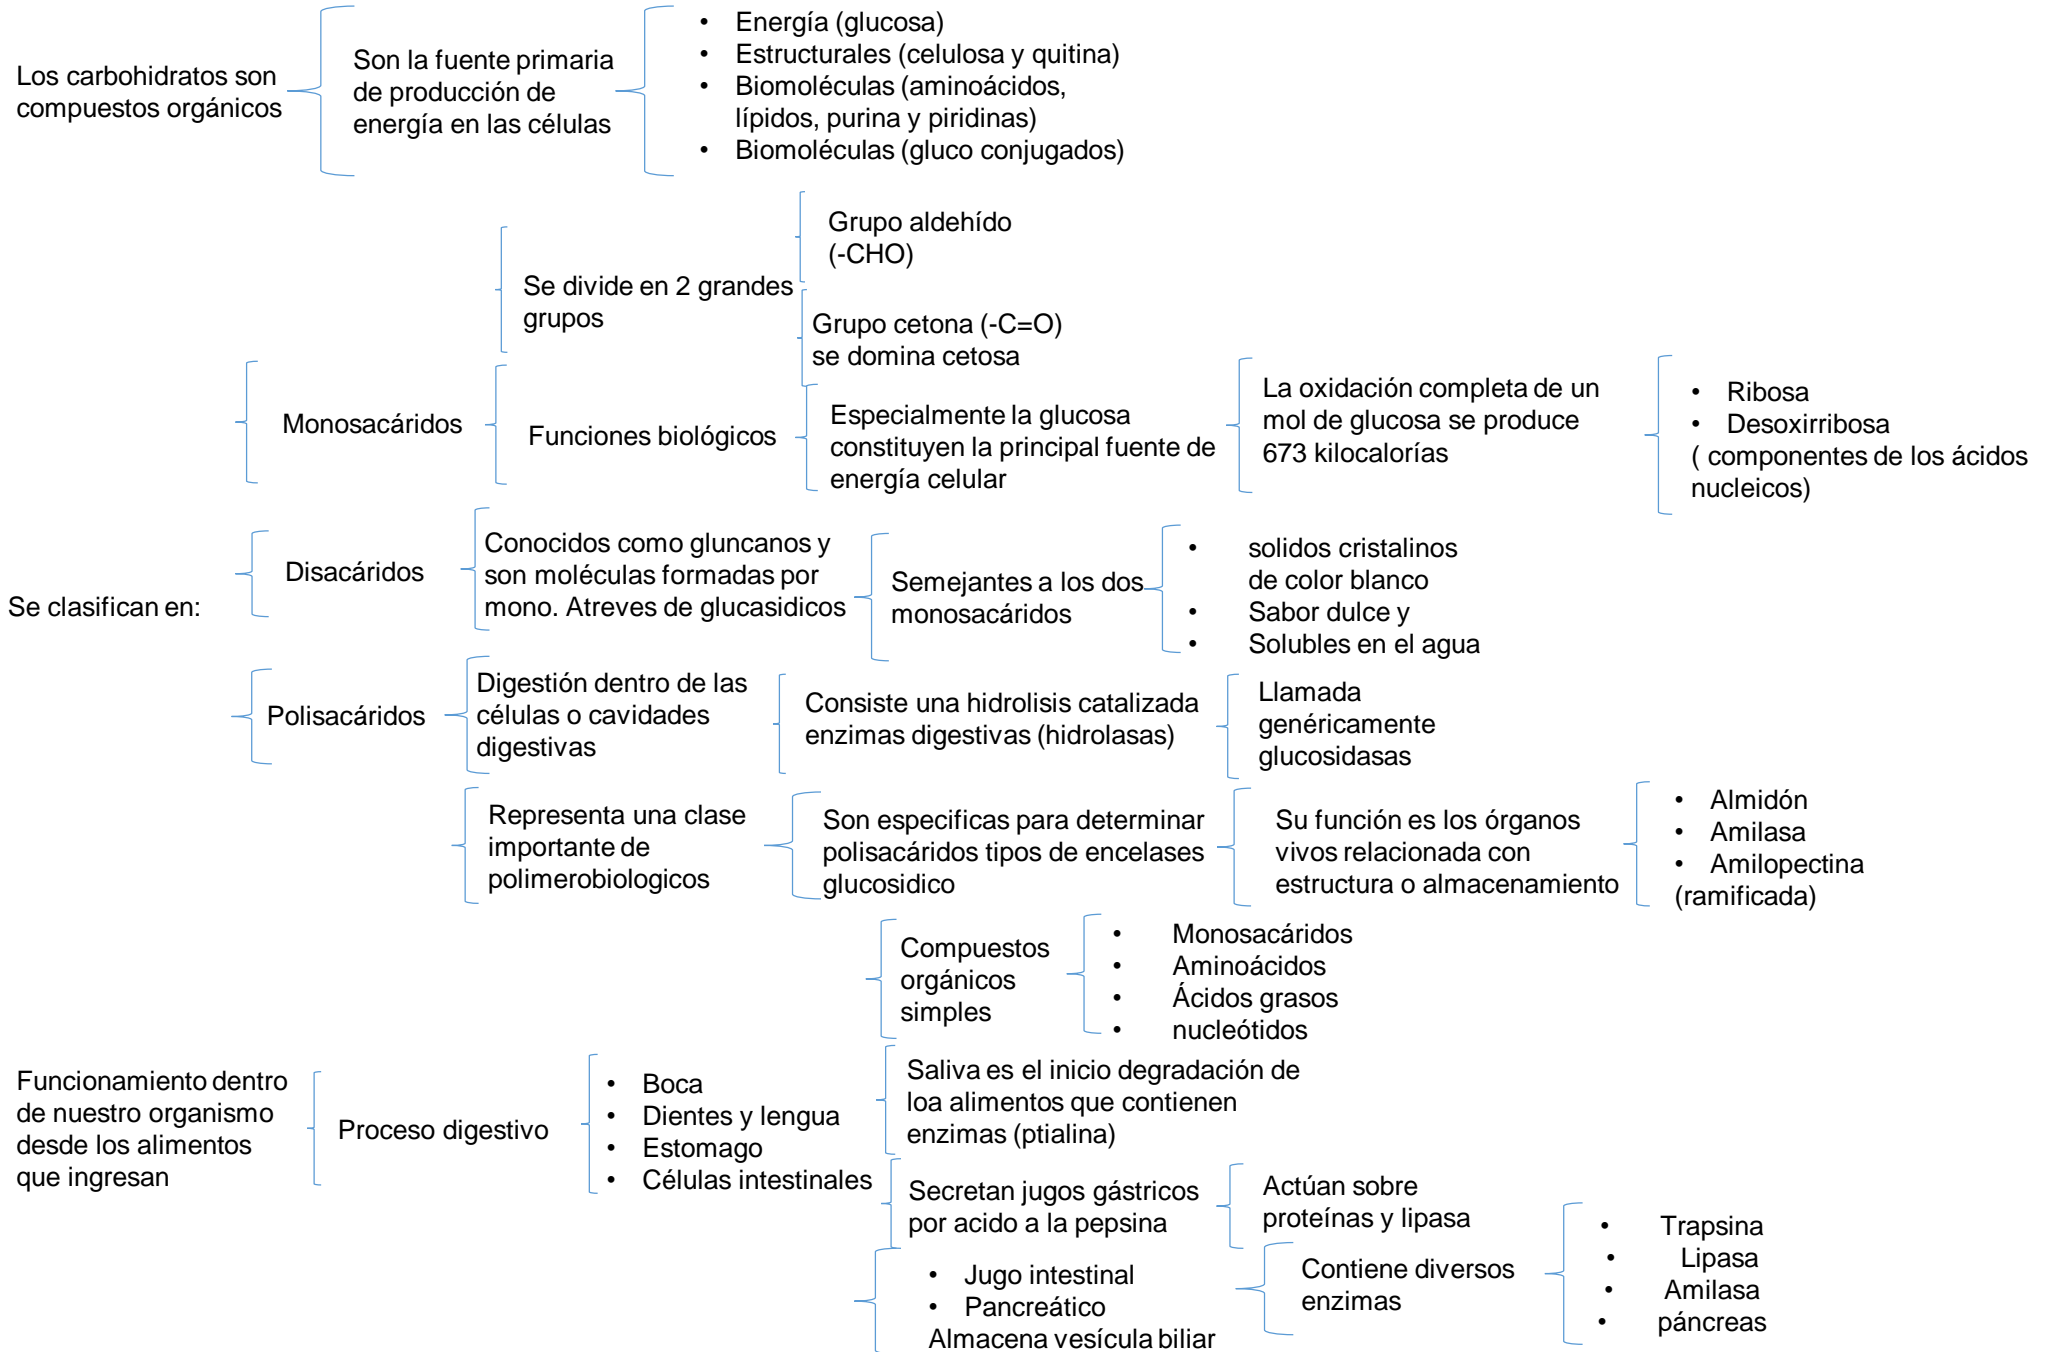 Los carbohidratos son
compuestos orgánicos
Son la fuente primaria
de producción de
energía en las células
• Energía (glucosa)
• Estructurales (celulosa y quitina)
• Biomoléculas (aminoácidos,
lípidos, purina y piridinas)
• Biomoléculas (gluco conjugados)
Se clasifican en:
Monosacáridos
Se divide en 2 grandes
grupos
Grupo aldehído
(-CHO)
Grupo cetona (-C=O)
se domina cetosa
Funciones biológicos
Especialmente la glucosa
constituyen la principal fuente de
energía celular
La oxidación completa de un
mol de glucosa se produce
673 kilocalorías
• Ribosa
• Desoxirribosa
( componentes de los ácidos
nucleicos)
Disacáridos
Conocidos como gluncanos y
son moléculas formadas por
mono. Atreves de glucasidicos
Semejantes a los dos
monosacáridos
• solidos cristalinos
de color blanco
• Sabor dulce y
• Solubles en el agua
Polisacáridos
Digestión dentro de las
células o cavidades
digestivas
Consiste una hidrolisis catalizada
enzimas digestivas (hidrolasas)
Llamada
genéricamente
glucosidasas
Representa una clase
importante de
polimerobiologicos
Son especificas para determinar
polisacáridos tipos de encelases
glucosidico
Su función es los órganos
vivos relacionada con
estructura o almacenamiento
• Almidón
• Amilasa
• Amilopectina
(ramificada)
Funcionamiento dentro
de nuestro organismo
desde los alimentos
que ingresan
Proceso digestivo
• Boca
• Dientes y lengua
• Estomago
• Células intestinales
Compuestos
orgánicos
simples
• Monosacáridos
• Aminoácidos
• Ácidos grasos
• nucleótidos
Saliva es el inicio degradación de
loa alimentos que contienen
enzimas (ptialina)
Secretan jugos gástricos
por acido a la pepsina
Actúan sobre
proteínas y lipasa
• Jugo intestinal
• Pancreático
Almacena vesícula biliar
Contiene diversos
enzimas
• Trapsina
• Lipasa
• Amilasa
• páncreas